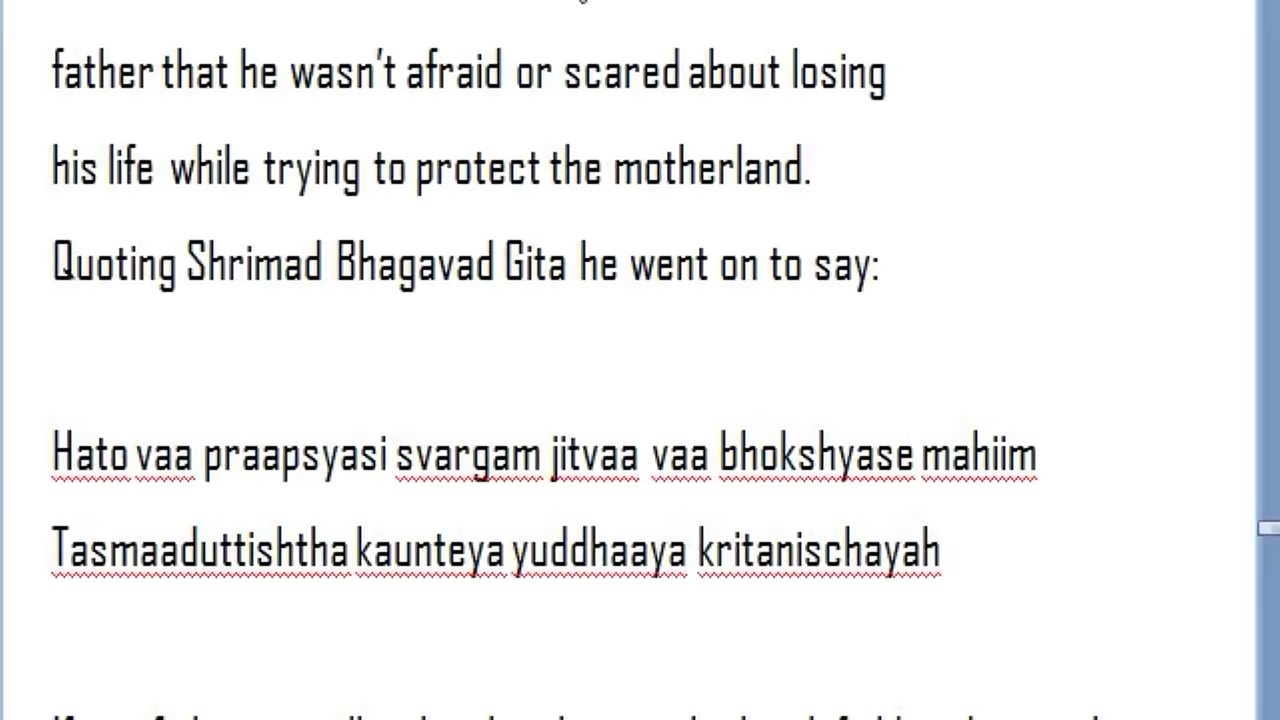 father that he wasn't afraid or scared about losing
his life while trying to protect the motherland.
Quoting Shrimad Bhagavad Gita he went on to say:
Hato vaa praapsyasi svargam jitvaa vaa bhokshyase mahiim
Tasmaaduttishtha kaunteya yuddhaaya kritanischayah